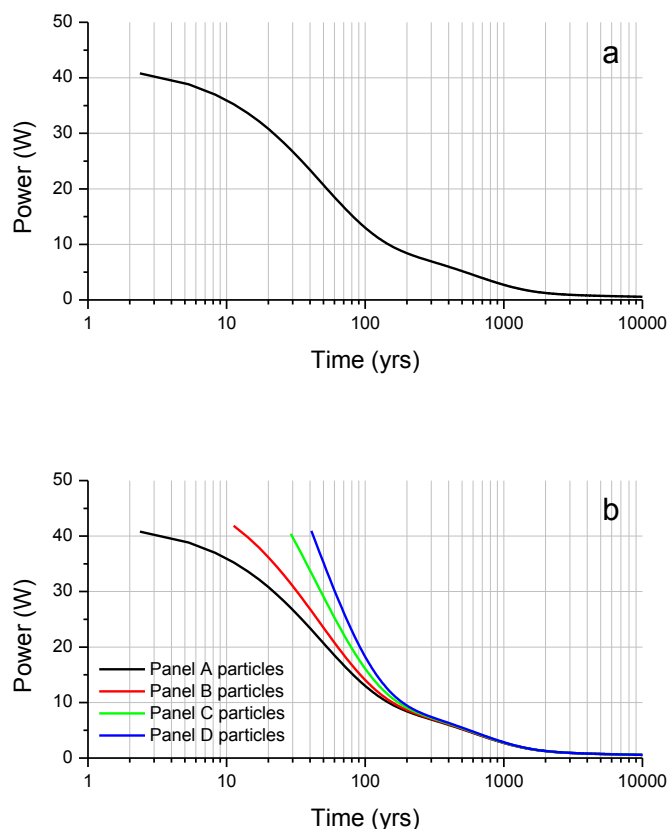 a
50
40
30
20
10
0
Power (W)
1 10 100 1000 10000
Time (yrs)
b
50
40
30
20
10
0
Power (W)
Panel A particles
Panel B particles
Panel C particles
Panel D particles
1 10 100 1000 10000
Time (yrs)